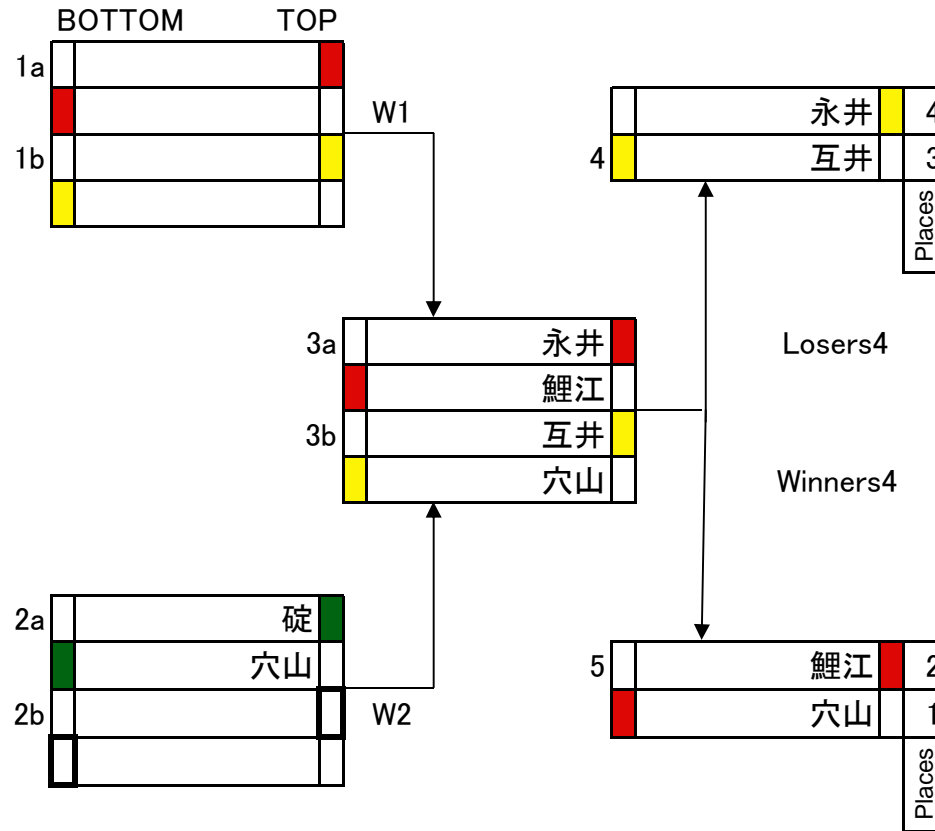 BOTTOM TOP
1a
W1
1b
永井 4
4 互井 3
Places
3a 永井
鯉江
3b 互井
穴山
Losers4
Winners4
2a 碇
穴山
2b W2
5 鯉江 2
穴山 1
Places